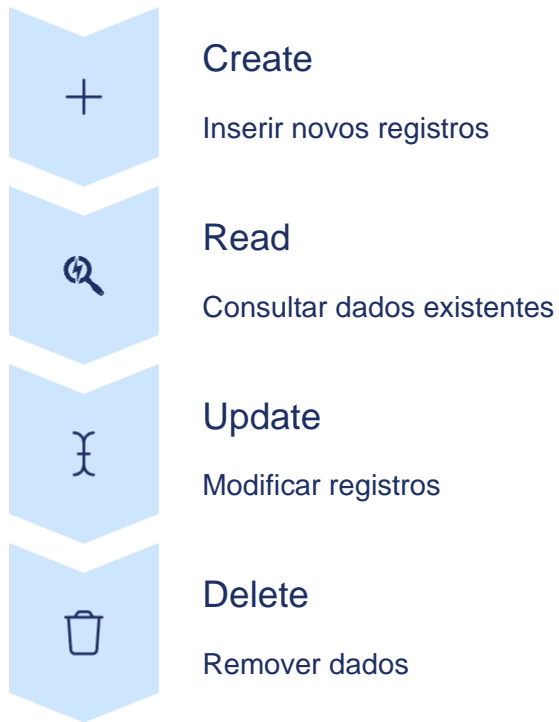 Create
Inserir novos registros
Read
Consultar dados existentes
Update
Modificar registros
Delete
Remover dados